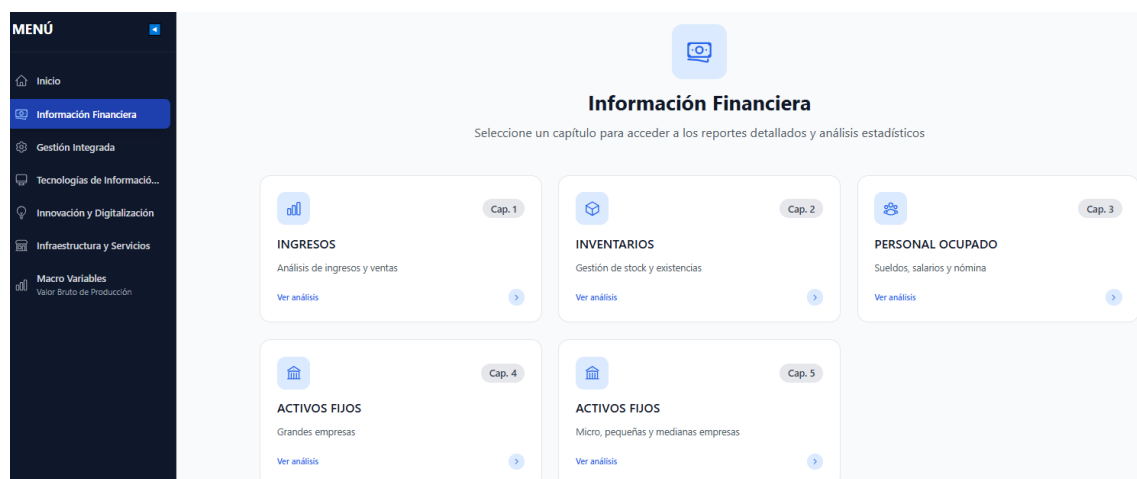 MENÚ
Inicio
Información Financiera
Gestión Integrada
Tecnologías de Informació...
Innovación y Digitalización
Infraestructura y Servicios
Macro Variables
Valor Bruto de Producción
Información Financiera
Seleccione un capítulo para acceder a los reportes detallados y análisis estadísticos
Cap. 1
INGRESOS
Análisis de ingresos y ventas
Ver análisis
Cap. 2
INVENTARIOS
Gestión de stock y existencias
Ver análisis
Cap. 3
PERSONAL OCUPADO
Sueldos, salarios y nómina
Ver análisis
Cap. 4
ACTIVOS FIJOS
Grandes empresas
Ver análisis
Cap. 5
ACTIVOS FIJOS
Micro, pequeñas y medianas empresas
Ver análisis